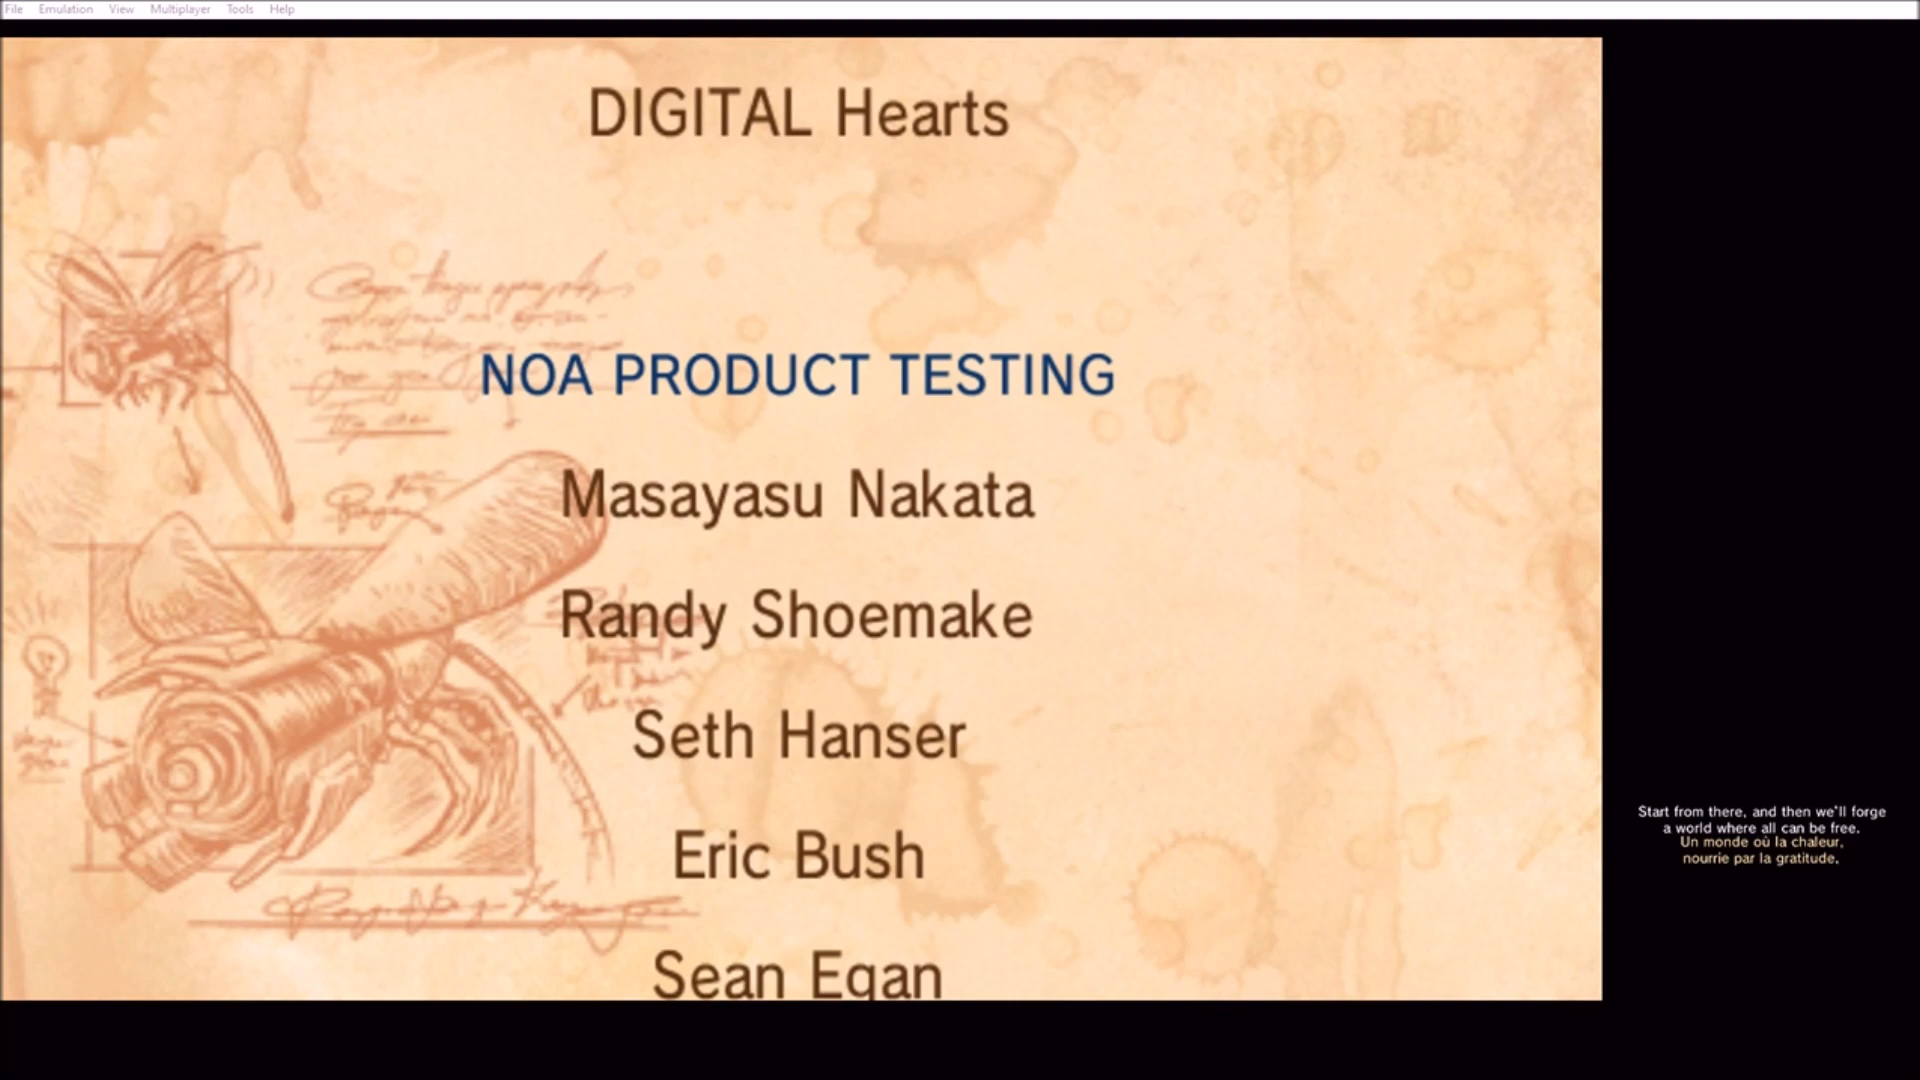 File Emulation View Multiplayer Tools Help
DIGITAL Hearts
NOA PRODUCT TESTING
Masayasu Nakata
Randy Shoemake
Seth Hanser
Eric Bush
Sean Egan
Start from there, and then we'll forge
a world where all can be free.
Un monde où la chaleur,
nourrie par la gratitude,